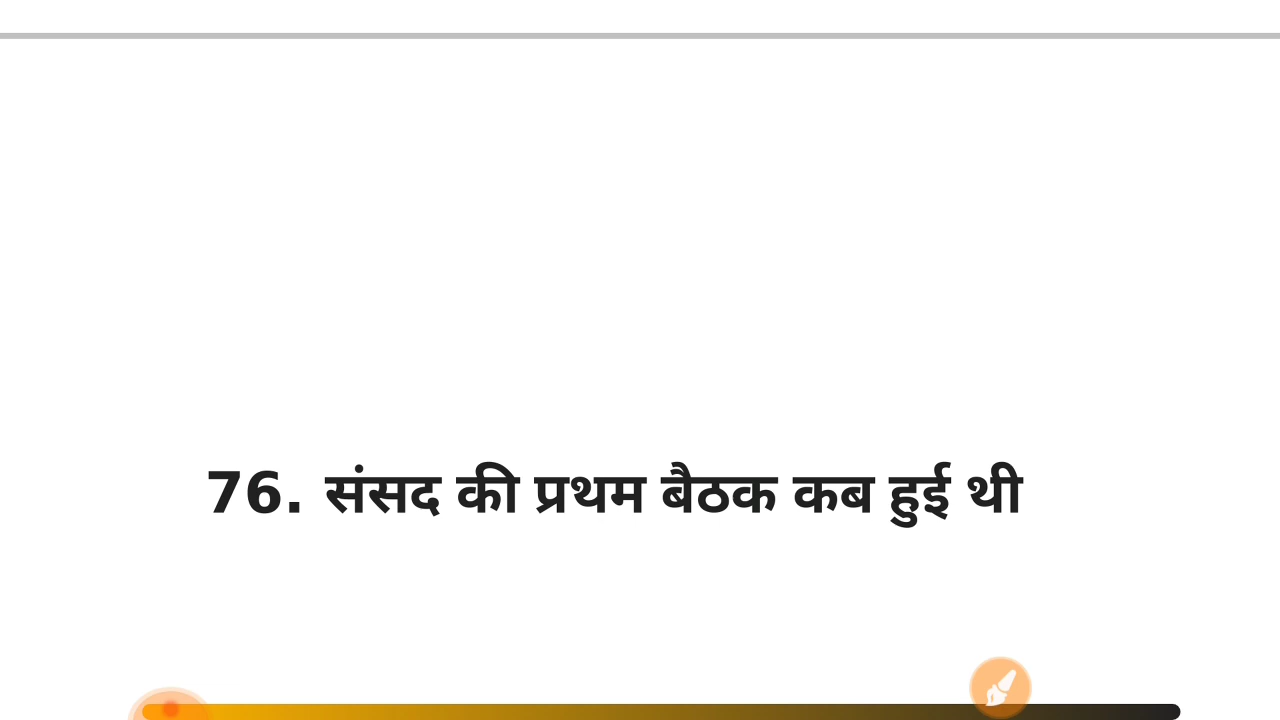 76. संसद की प्रथम बैठक कब हुई थी